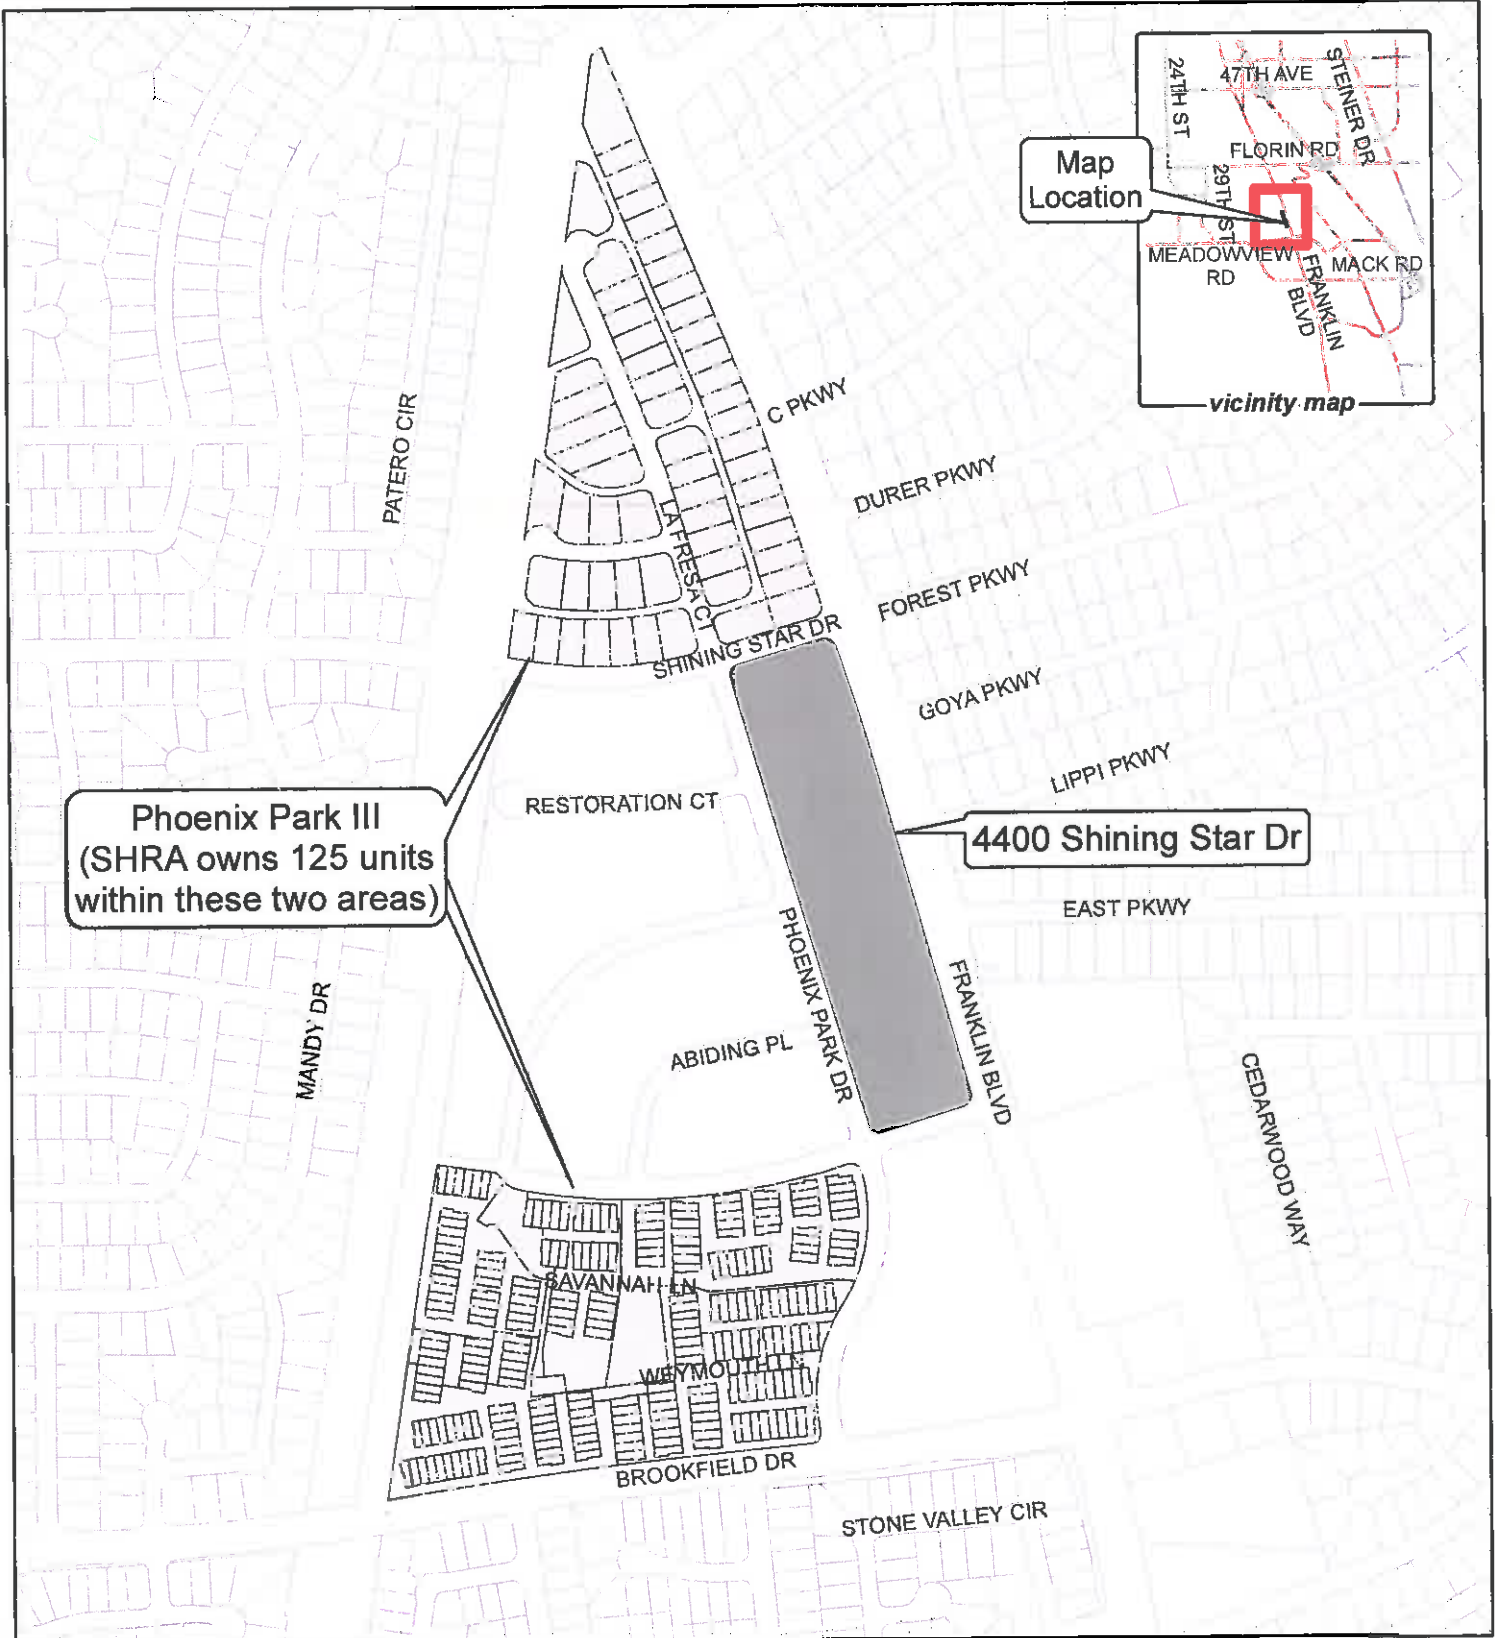 24TH ST
47TH AVE
STEINER DR
FLORIN RD
29TH ST
MEADOWVIEW
RD
MACK RD
FRANKLIN
BLVD
vicinity map
Map
Location
C PKWY
PATERO CIR
DURER PKWY
LA FRESA CT
FOREST PKWY
SHINING STAR DR
GOYA PKWY
LIPPI PKWY
RESTORATION CT
Phoenix Park III
(SHRA owns 125 units
within these two areas)
4400 Shining Star Dr
EAST PKWY
PHOENIX PARK DR
FRANKLIN BLVD
MANDY DR
ABIDING PL
CEDARWOOD WAY
SAVANNAH LN
WEYMOUTH LN
BROOKFIELD DR
STONE VALLEY CIR